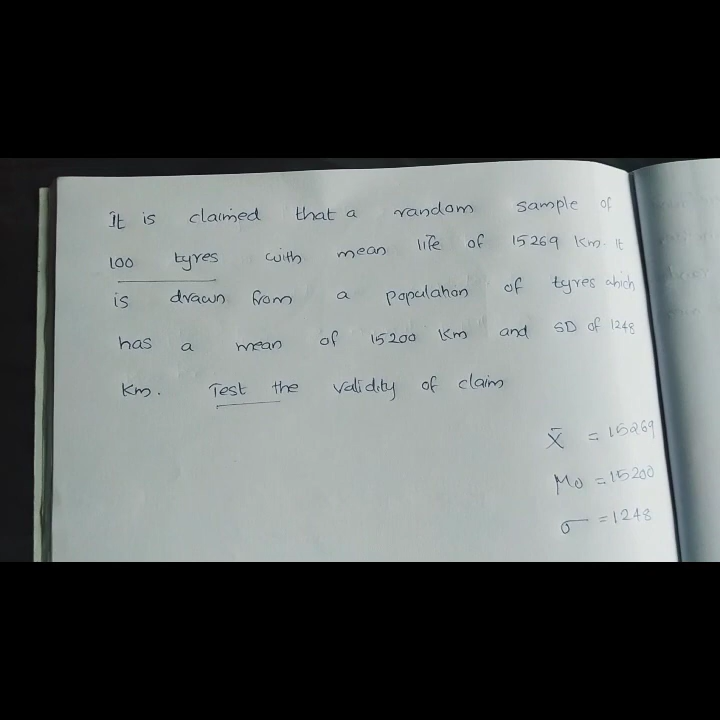 It is claimed that a random sample of
100 tyres with mean life of 15269 Km. It
is drawn from a population of tyres which
has a mean of 15200 Km and SD of 1248
Km. Test the validity of claim
X̄ = 15269
μ0 = 15200
σ = 1248